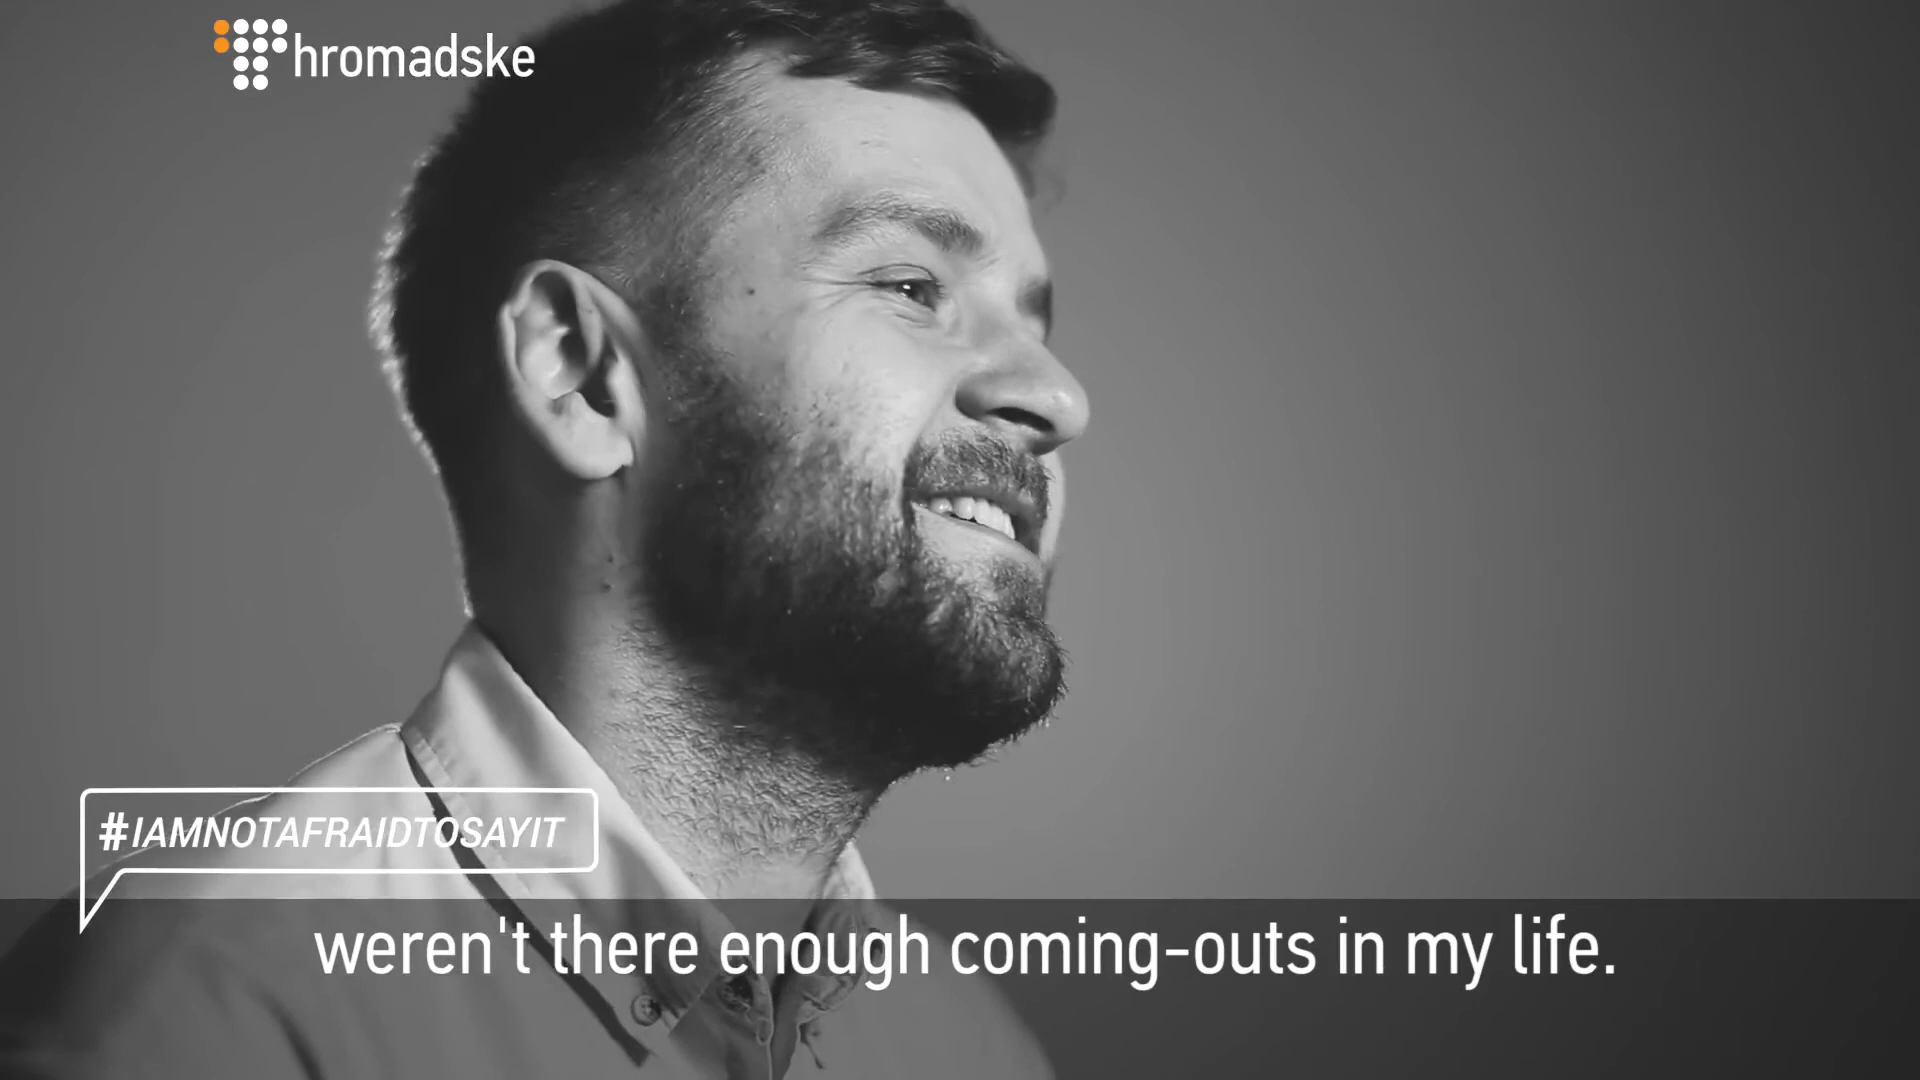 hromadske
#IAMNOTAFRAIDTOSAYIT
weren't there enough coming-outs in my life.